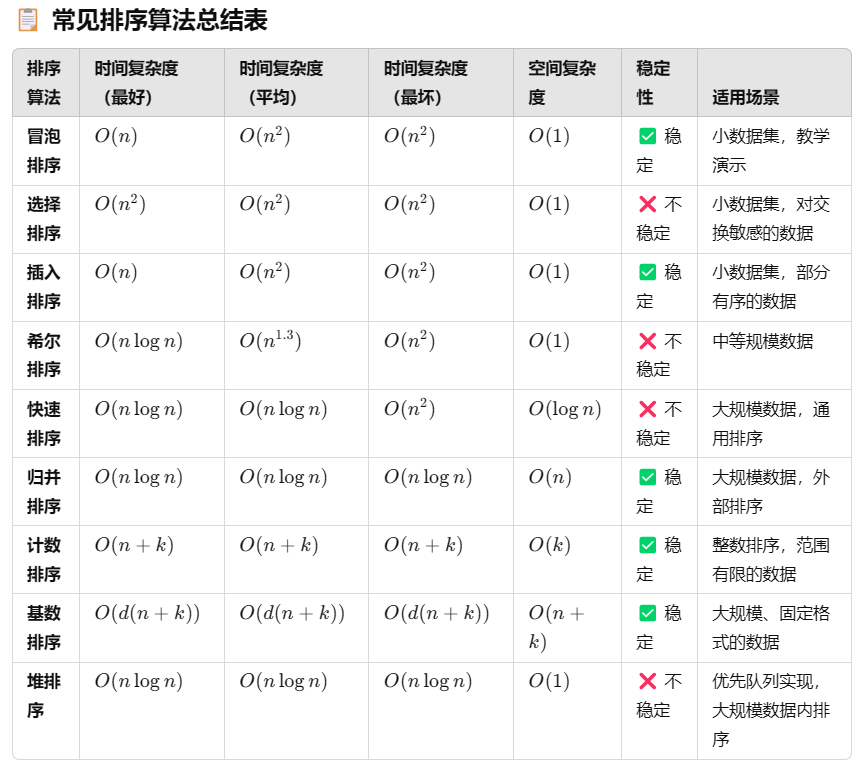 📋 常见排序算法总结表
排序 时间复杂度 时间复杂度 时间复杂度 空间复杂 稳定
算法 （最好） （平均） （最坏） 度 性 适用场景
冒泡 O(n) O(n²) O(n²) O(1) ✅ 稳 小数据集，教学
排序 定 演示
选择 O(n²) O(n²) O(n²) O(1) ❌ 不 小数据集，对交
排序 稳定 换敏感的数据
插入 O(n) O(n²) O(n²) O(1) ✅ 稳 小数据集，部分
排序 定 有序的数据
希尔 O(n log n) O(n¹·³) O(n²) O(1) ❌ 不 中等规模数据
排序 稳定
快速 O(n log n) O(n log n) O(n²) O(log n) ❌ 不 大规模数据，通
排序 稳定 用排序
归并 O(n log n) O(n log n) O(n log n) O(n) ✅ 稳 大规模数据，外
排序 定 部排序
计数 O(n + k) O(n + k) O(n + k) O(k) ✅ 稳 整数排序，范围
排序 定 有限的数据
基数 O(d(n + k)) O(d(n + k)) O(d(n + k)) O(n + ✅ 稳 大规模、固定格
排序 k) 定 式的数据
堆排 O(n log n) O(n log n) O(n log n) O(1) ❌ 不 优先队列实现，
序 稳定 大规模数据内排
序